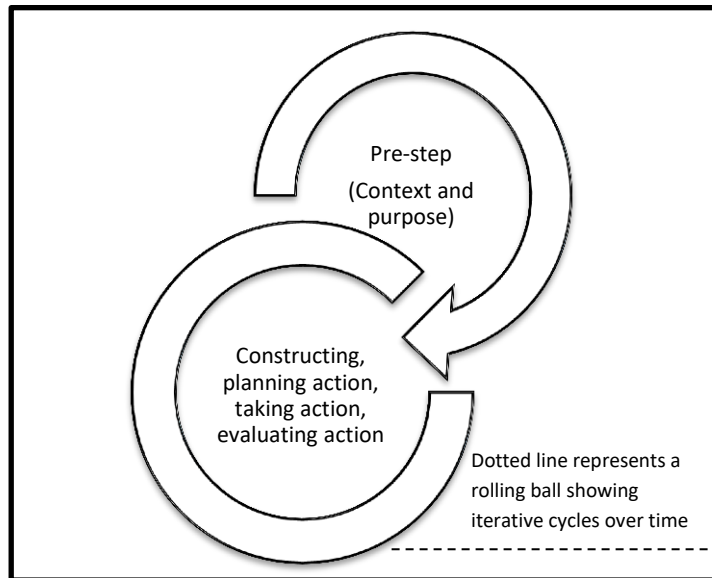 Pre-step
(Context and
purpose)
Constructing,
planning action,
taking action,
evaluating action
Dotted line represents a
rolling ball showing
iterative cycles over time